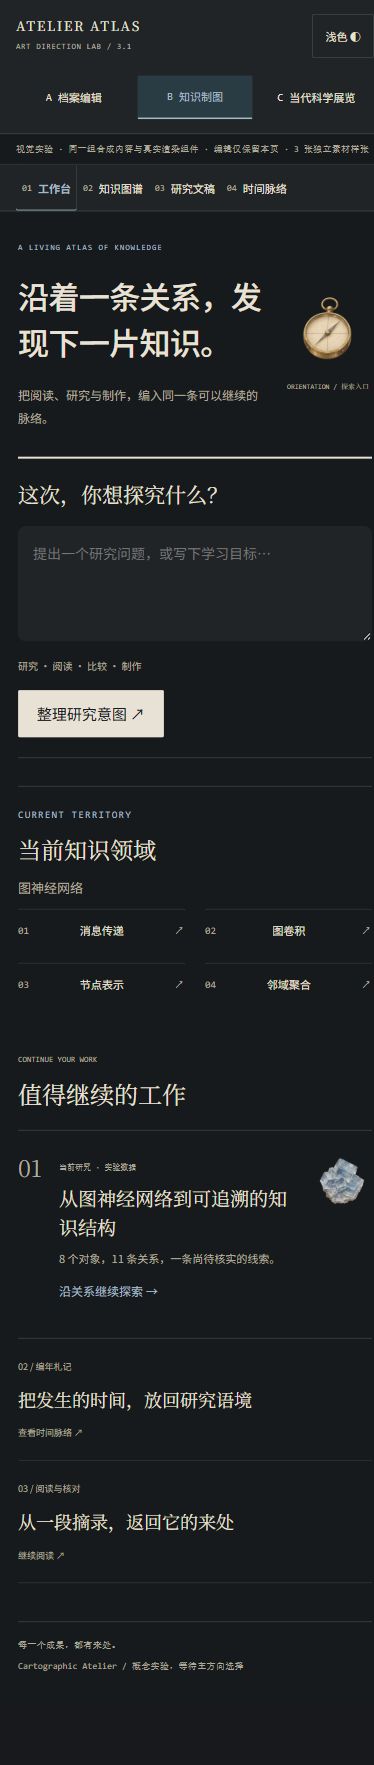 ATELIER ATLAS
ART DIRECTION LAB / 3.1
浅色
A 档案编辑
B 知识制图
C 当代科学展览
视觉实验 · 同一组合成内容与真实渲染组件 · 编辑仅保留本页 · 3 张独立素材样张
01 工作台 02 知识图谱 03 研究文稿 04 时间脉络
A LIVING ATLAS OF KNOWLEDGE
沿着一条关系，发
现下一片知识。
把阅读、研究与制作，编入同一条可以继续的
脉络。
ORIENTATION / 探索入口
这次，你想探究什么？
提出一个研究问题，或写下学习目标…
研究 · 阅读 · 比较 · 制作
整理研究意图 ↗
CURRENT TERRITORY
当前知识领域
图神经网络
01 消息传递 ↗
02 图卷积 ↗
03 节点表示 ↗
04 邻域聚合 ↗
CONTINUE YOUR WORK
值得继续的工作
01
当前研究 · 实验数据
从图神经网络到可追溯的知
识结构
8 个对象，11 条关系，一条尚待核实的线索。
沿关系继续探索 →
02 / 编年札记
把发生的时间，放回研究语境
查看时间脉络 ↗
03 / 阅读与核对
从一段摘录，返回它的来处
继续阅读 ↗
每一个成果，都有来处。
Cartographic Atelier / 概念实验，等待主方向选择